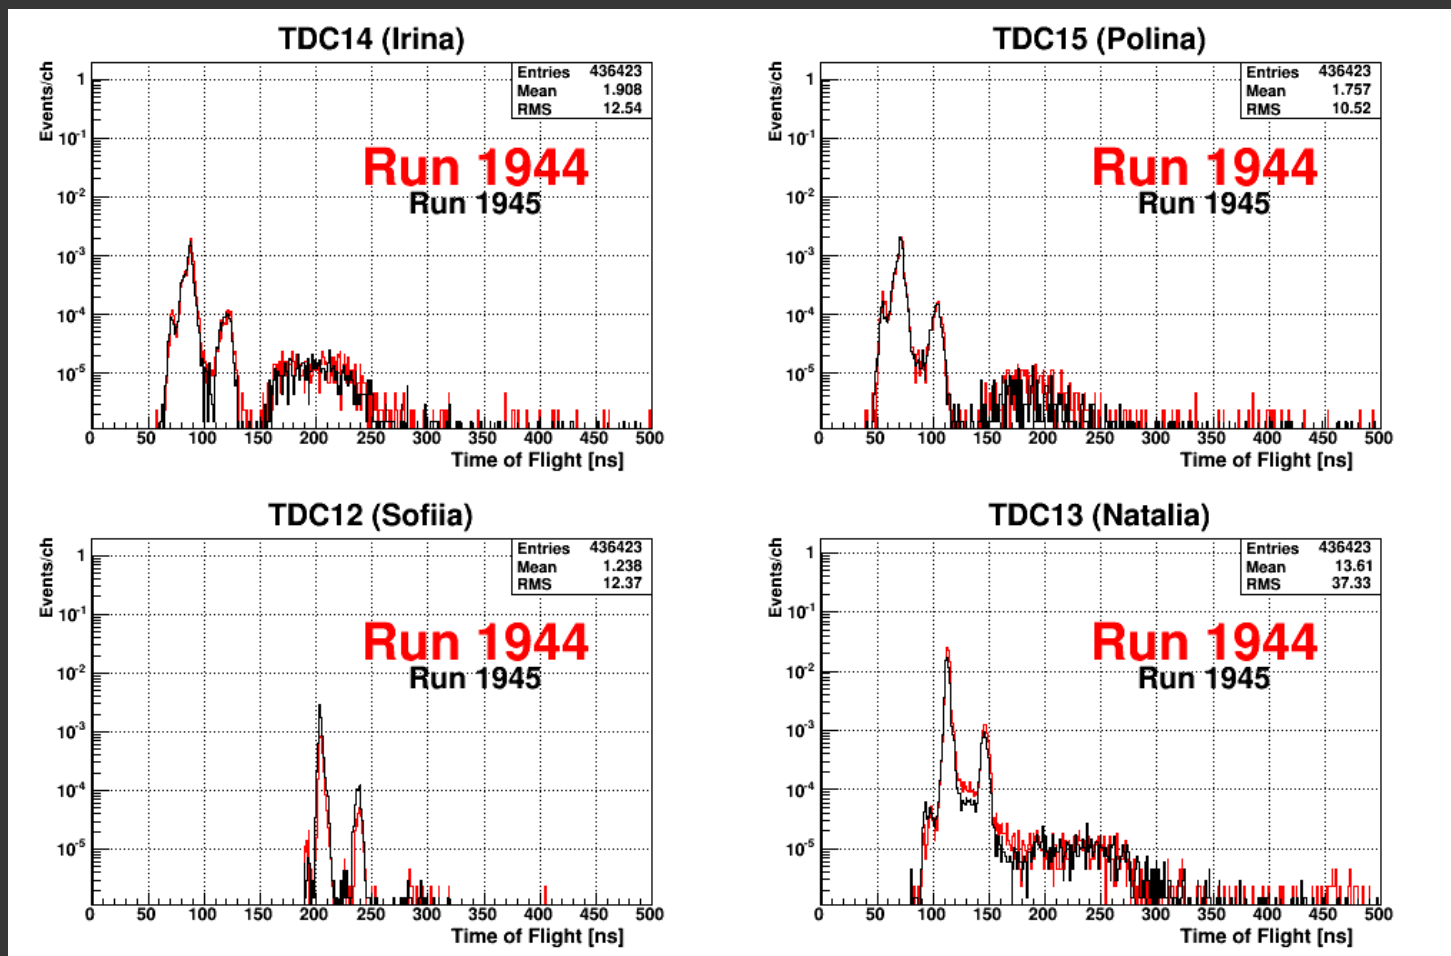 TDC14 (Irina)
Events/ch
1
10-1
10-2
10-3
10-4
10-5
Entries 436423
Mean 1.908
RMS 12.54
Run 1944
Run 1945
0 50 100 150 200 250 300 350 400 450 500
Time of Flight [ns]
TDC15 (Polina)
Events/ch
1
10-1
10-2
10-3
10-4
10-5
Entries 436423
Mean 1.757
RMS 10.52
Run 1944
Run 1945
0 50 100 150 200 250 300 350 400 450 500
Time of Flight [ns]
TDC12 (Sofiia)
Events/ch
1
10-1
10-2
10-3
10-4
10-5
Entries 436423
Mean 1.238
RMS 12.37
Run 1944
Run 1945
0 50 100 150 200 250 300 350 400 450 500
Time of Flight [ns]
TDC13 (Natalia)
Events/ch
1
10-1
10-2
10-3
10-4
10-5
Entries 436423
Mean 13.61
RMS 37.33
Run 1944
Run 1945
0 50 100 150 200 250 300 350 400 450 500
Time of Flight [ns]